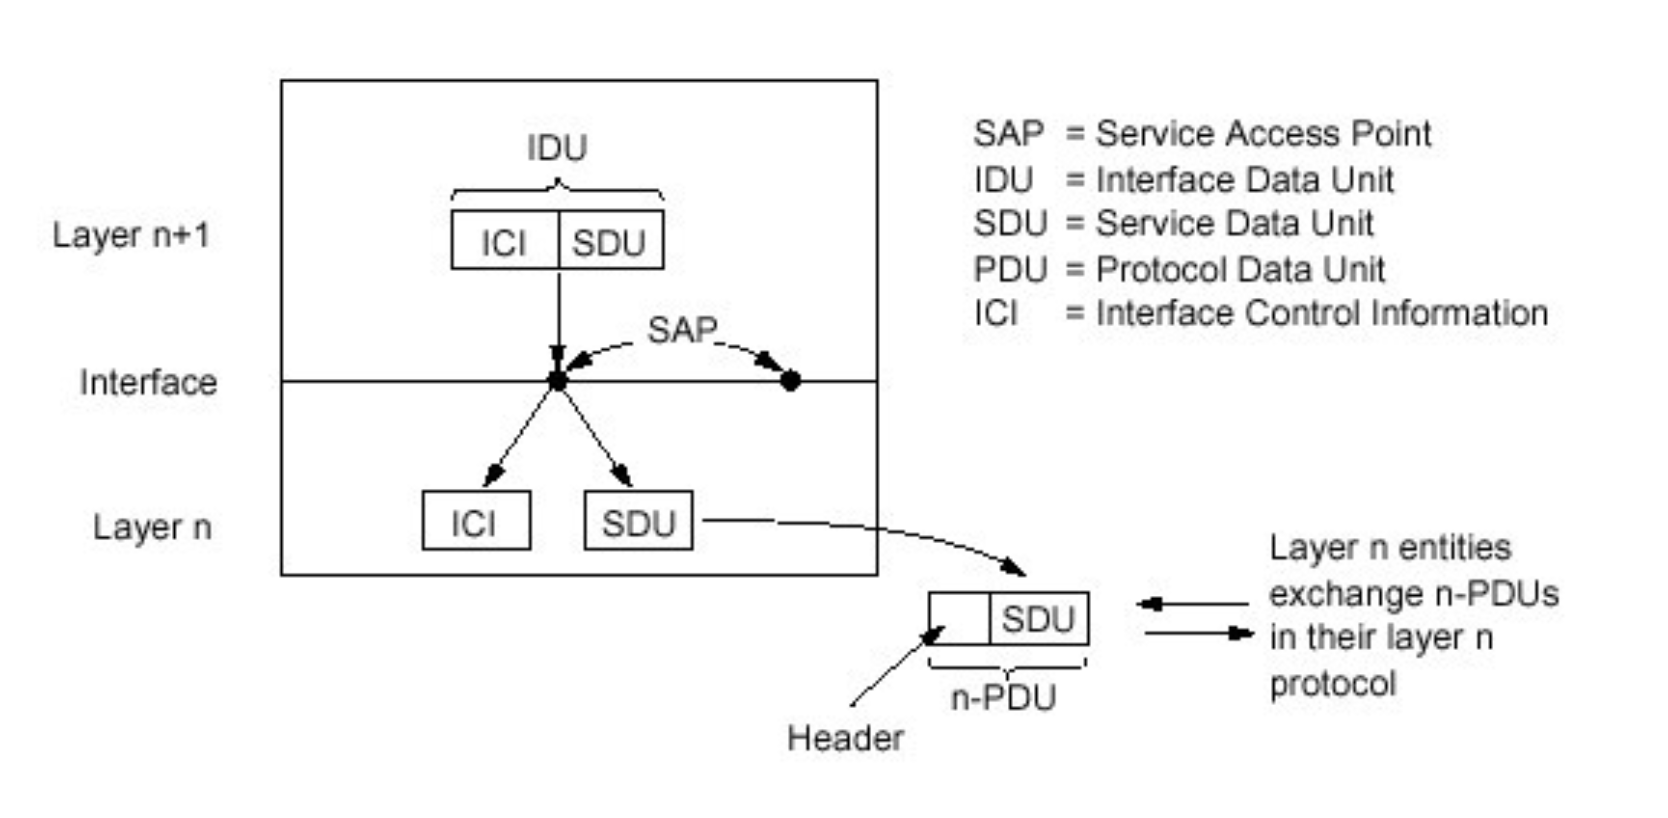 IDU
Layer n+1
ICI SDU
SAP
Interface
Layer n
ICI SDU
SAP = Service Access Point
IDU = Interface Data Unit
SDU = Service Data Unit
PDU = Protocol Data Unit
ICI = Interface Control Information
SDU
n-PDU
Header
Layer n entities
exchange n-PDUs
in their layer n
protocol